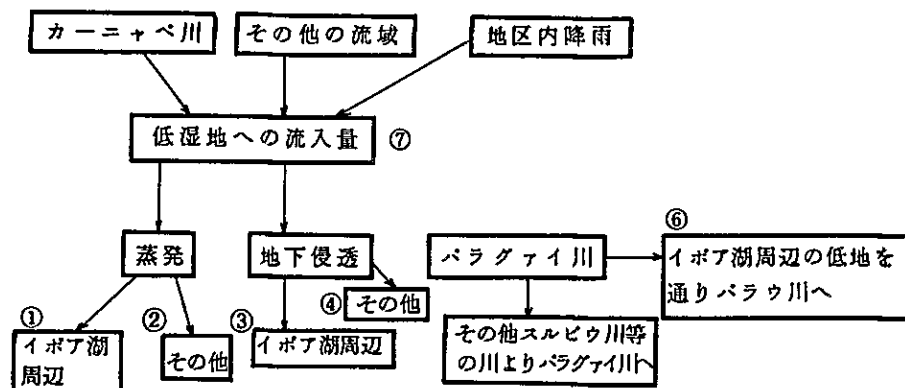 カーニャベ川
その他の流域
地区内降雨
低湿地への流入量 ⑦
蒸発
地下侵透
パラグァイ川
⑥
イポア湖周辺の低地を
通りパラウ川へ
① イポア湖
周辺
② その他
③ イポア湖周辺
④ その他
その他スルビウ川等
の川よりパラグァイ川へ